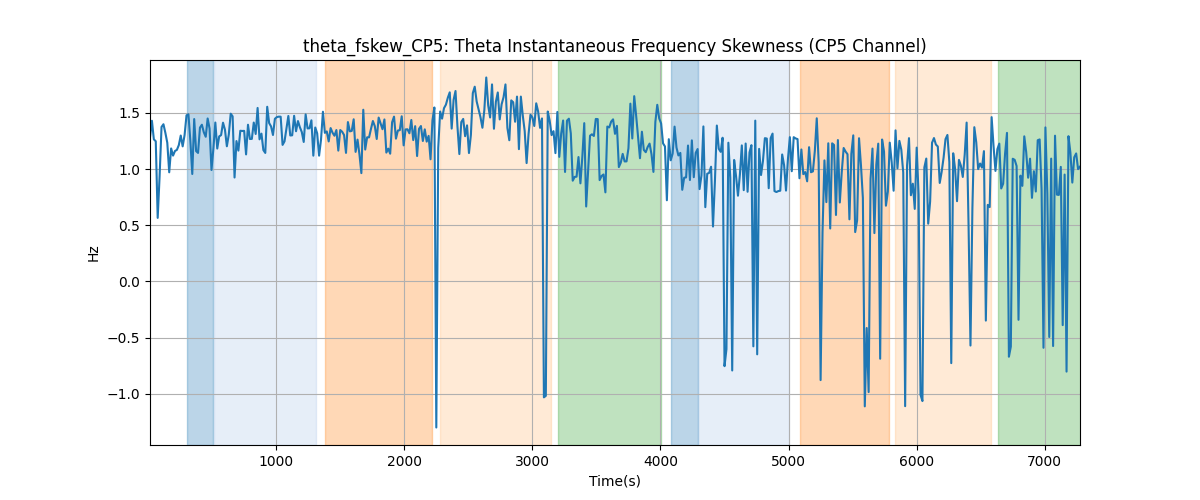 theta_fskew_CP5: Theta Instantaneous Frequency Skewness (CP5 Channel)
1.5
1.0
0.5
0.0
−0.5
−1.0
Hz
1000 2000 3000 4000 5000 6000 7000
Time(s)